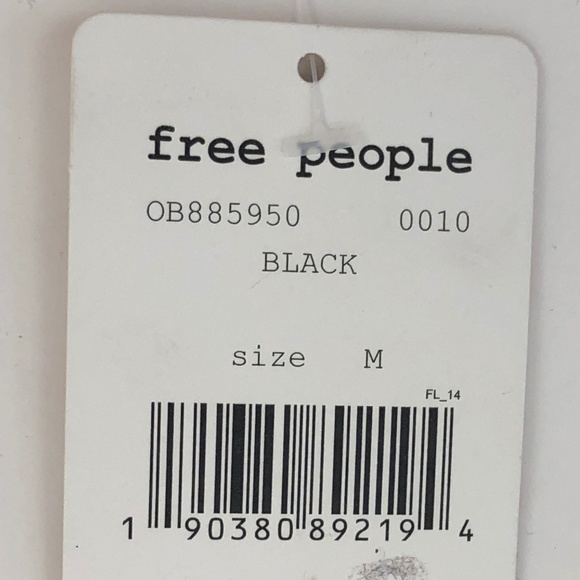 free people
OB885950 0010
BLACK
size M
FL_14
1 90380 89219 4